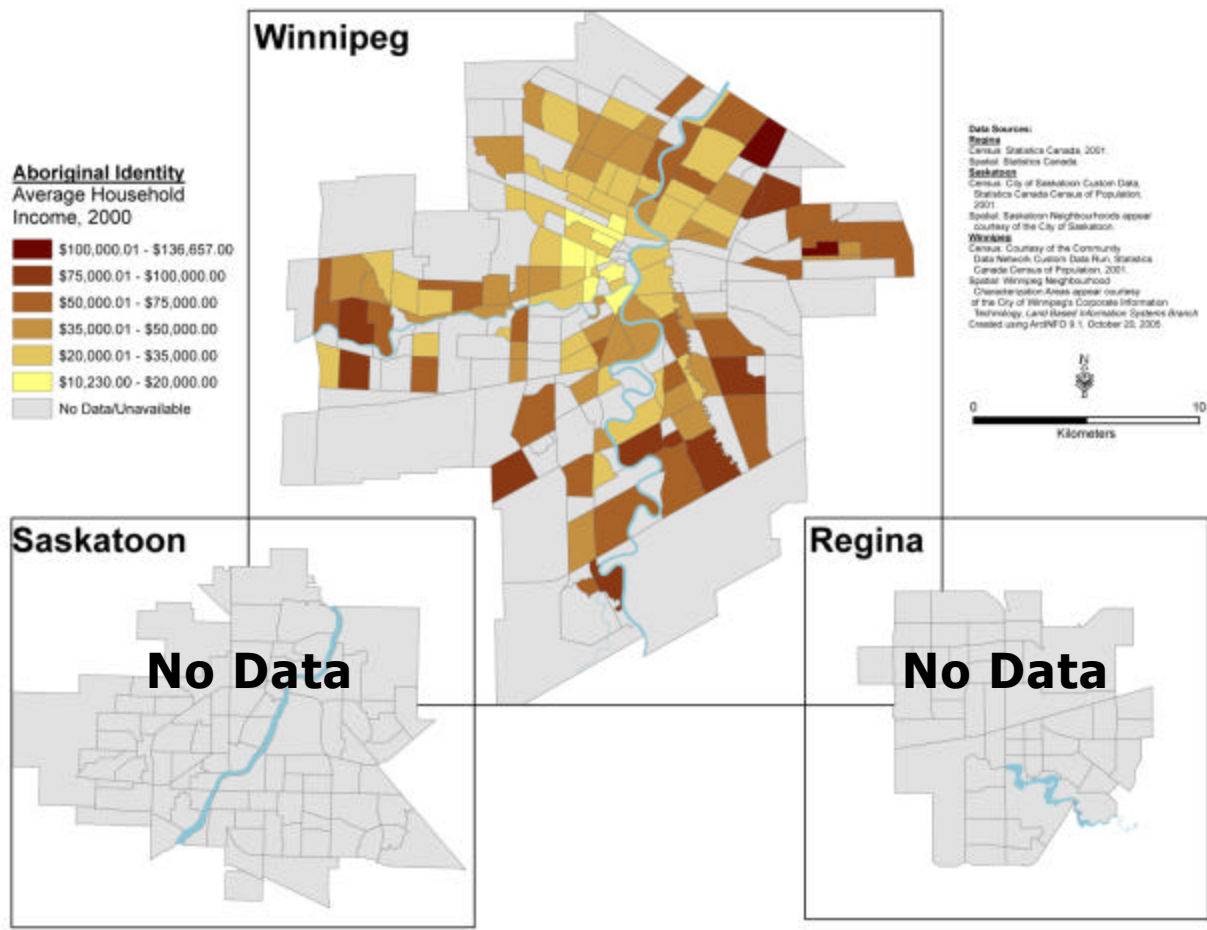 Winnipeg
Aboriginal Identity
Average Household
Income, 2000
$100,000.01 - $136,657.00
$75,000.01 - $100,000.00
$50,000.01 - $75,000.00
$35,000.01 - $50,000.00
$20,000.01 - $35,000.00
$10,230.00 - $20,000.00
No Data/Unavailable
Data Sources:
Regina
Census: Statistics Canada, 2001.
Spatial: Statistics Canada.
Saskatoon
Census: City of Saskatoon Custom Data,
Statistics Canada Census of Population,
2001.
Spatial: Saskatoon Neighbourhoods appear
courtesy of the City of Saskatoon.
Winnipeg
Census: Courtesy of the Community
Data Network Custom Data Run, Statistics
Canada Census of Population, 2001.
Spatial: Winnipeg Neighbourhood
Characterization Areas appear courtesy
of the City of Winnipeg's Corporate Information
Technology, Land Based Information Systems Branch
Created using ArcINFO 9.1, October 20, 2005.
N
0 10
Kilometers
Saskatoon
No Data
Regina
No Data